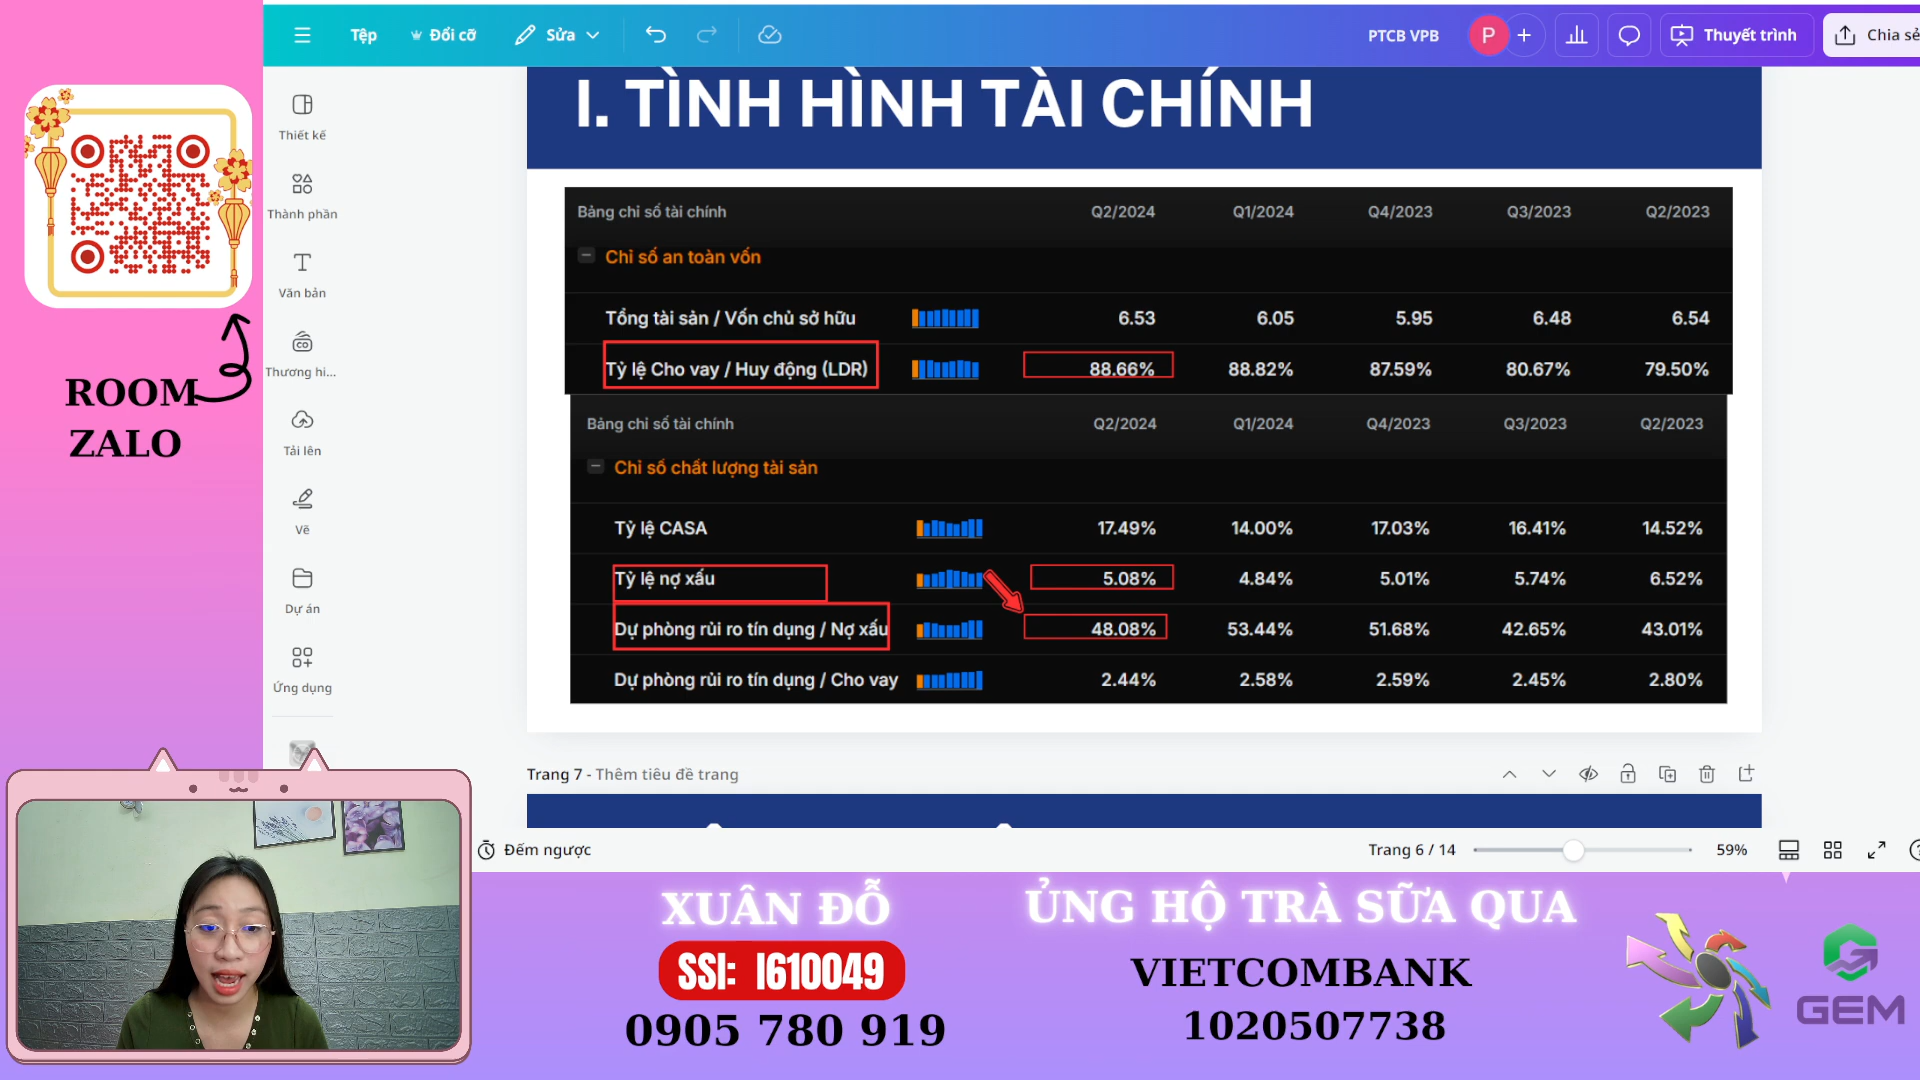 Tệp
Đổi cỡ
Sửa
PTCB VPB
P
+
Thuyết trình
Chia sẻ
Thiết kế
Thành phần
Văn bản
Thương hi...
Tải lên
Vẽ
Dự án
Ứng dụng
ROOM
ZALO
I. TÌNH HÌNH TÀI CHÍNH
Bảng chỉ số tài chính Q2/2024 Q1/2024 Q4/2023 Q3/2023 Q2/2023
Chỉ số an toàn vốn
Tổng tài sản / Vốn chủ sở hữu 6.53 6.05 5.95 6.48 6.54
Tỷ lệ Cho vay / Huy động (LDR) 88.66% 88.82% 87.59% 80.67% 79.50%
Bảng chỉ số tài chính Q2/2024 Q1/2024 Q4/2023 Q3/2023 Q2/2023
Chỉ số chất lượng tài sản
Tỷ lệ CASA 17.49% 14.00% 17.03% 16.41% 14.52%
Tỷ lệ nợ xấu 5.08% 4.84% 5.01% 5.74% 6.52%
Dự phòng rủi ro tín dụng / Nợ xấu 48.08% 53.44% 51.68% 42.65% 43.01%
Dự phòng rủi ro tín dụng / Cho vay 2.44% 2.58% 2.59% 2.45% 2.80%
Trang 7 - Thêm tiêu đề trang
Đếm ngược
Trang 6 / 14
59%
XUÂN ĐỖ
SSI: I610049
0905 780 919
ỦNG HỘ TRÀ SỮA QUA
VIETCOMBANK
1020507738
GEM